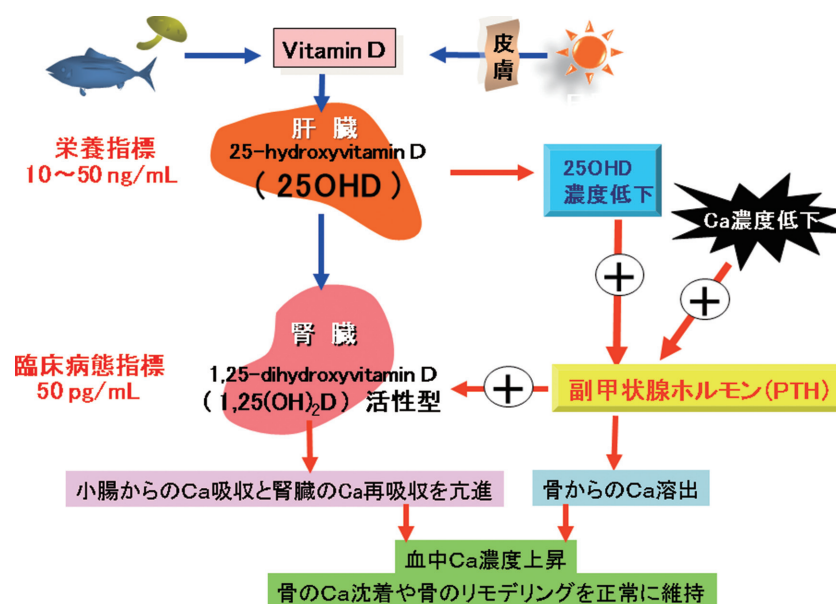 Vitamin D
皮膚
肝 臓
25-hydroxyvitamin D
( 25OHD )
栄養指標
10～50 ng/mL
25OHD
濃度低下
Ca濃度低下
+
+
腎 臓
1,25-dihydroxyvitamin D
( 1,25(OH)₂D ) 活性型
臨床病態指標
50 pg/mL
+
副甲状腺ホルモン(PTH)
小腸からのCa吸収と腎臓のCa再吸収を亢進
骨からのCa溶出
血中Ca濃度上昇
骨のCa沈着や骨のリモデリングを正常に維持